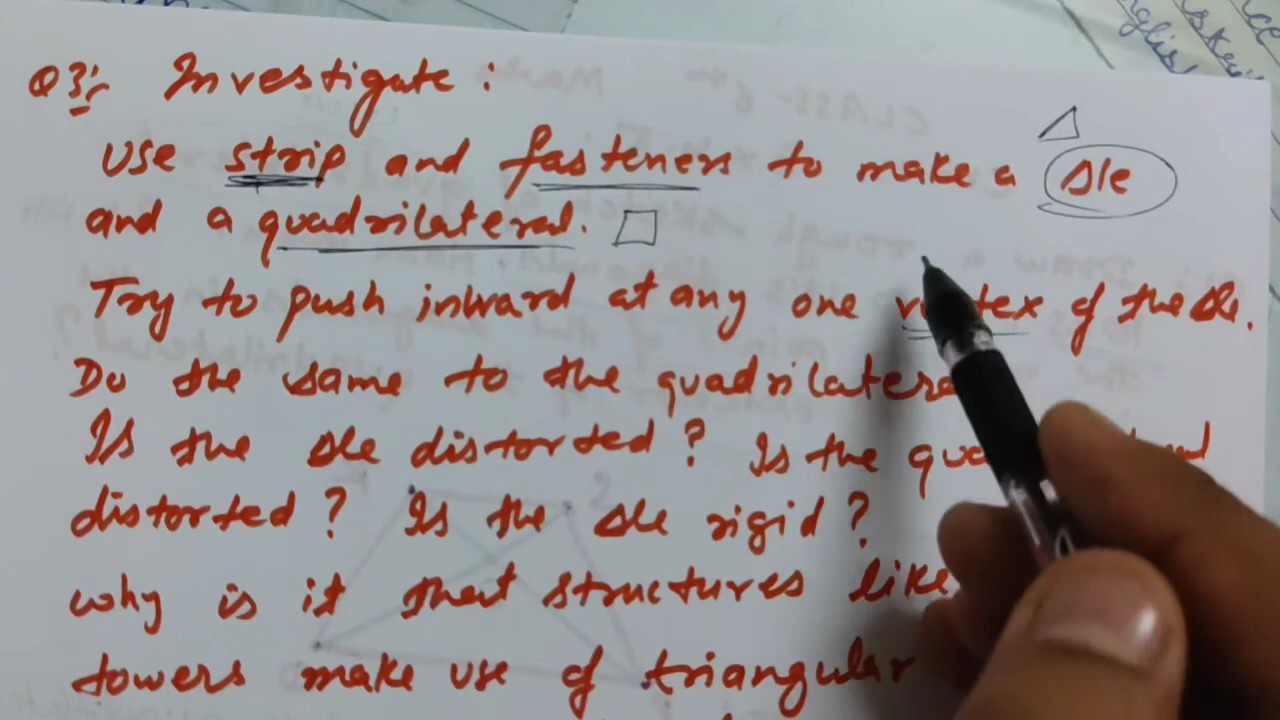 Q3:- Investigate:
Use strip and fasteners to make a Δle
and a quadrilateral.
Try to push inward at any one vertex of the Δle.
Do the same to the
Is the Δle distorted? Is the
distorted? Is the Δle rigid?
why is it that structures like
towers make use of triangular